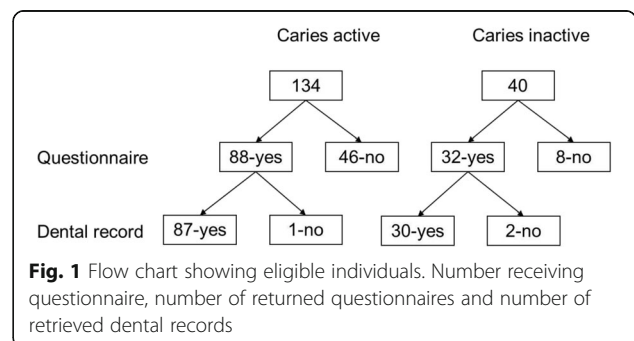 Caries active Caries inactive
134 40
Questionnaire 88-yes 46-no 32-yes 8-no
Dental record 87-yes 1-no 30-yes 2-no
Fig. 1 Flow chart showing eligible individuals. Number receiving
questionnaire, number of returned questionnaires and number of
retrieved dental records